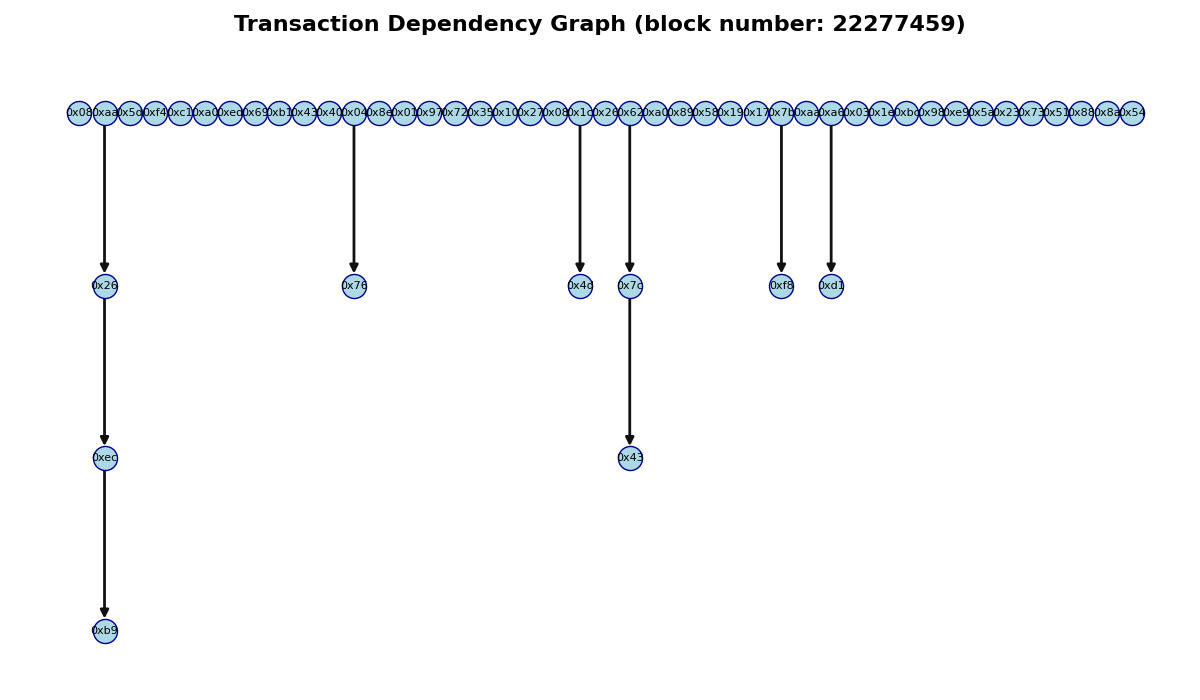 Transaction Dependency Graph (block number: 22277459)
0x08 0xaa 0x5d 0xf4 0xc1 0xa0 0xed 0x69 0xb1 0x43 0x40 0x04 0x8e 0x01 0x97 0x72 0x35 0x10 0x27 0x08 0x1c 0x26 0x62 0xa0 0x89 0x58 0x19 0x17 0x7b 0xaa 0xa6 0x03 0x1e 0xbc 0x98 0xe9 0x5a 0x23 0x73 0x51 0x88 0x8a 0x54
0x26 0x76 0x4d 0x7c 0xf8 0xd1
0xec 0x43
0xb9